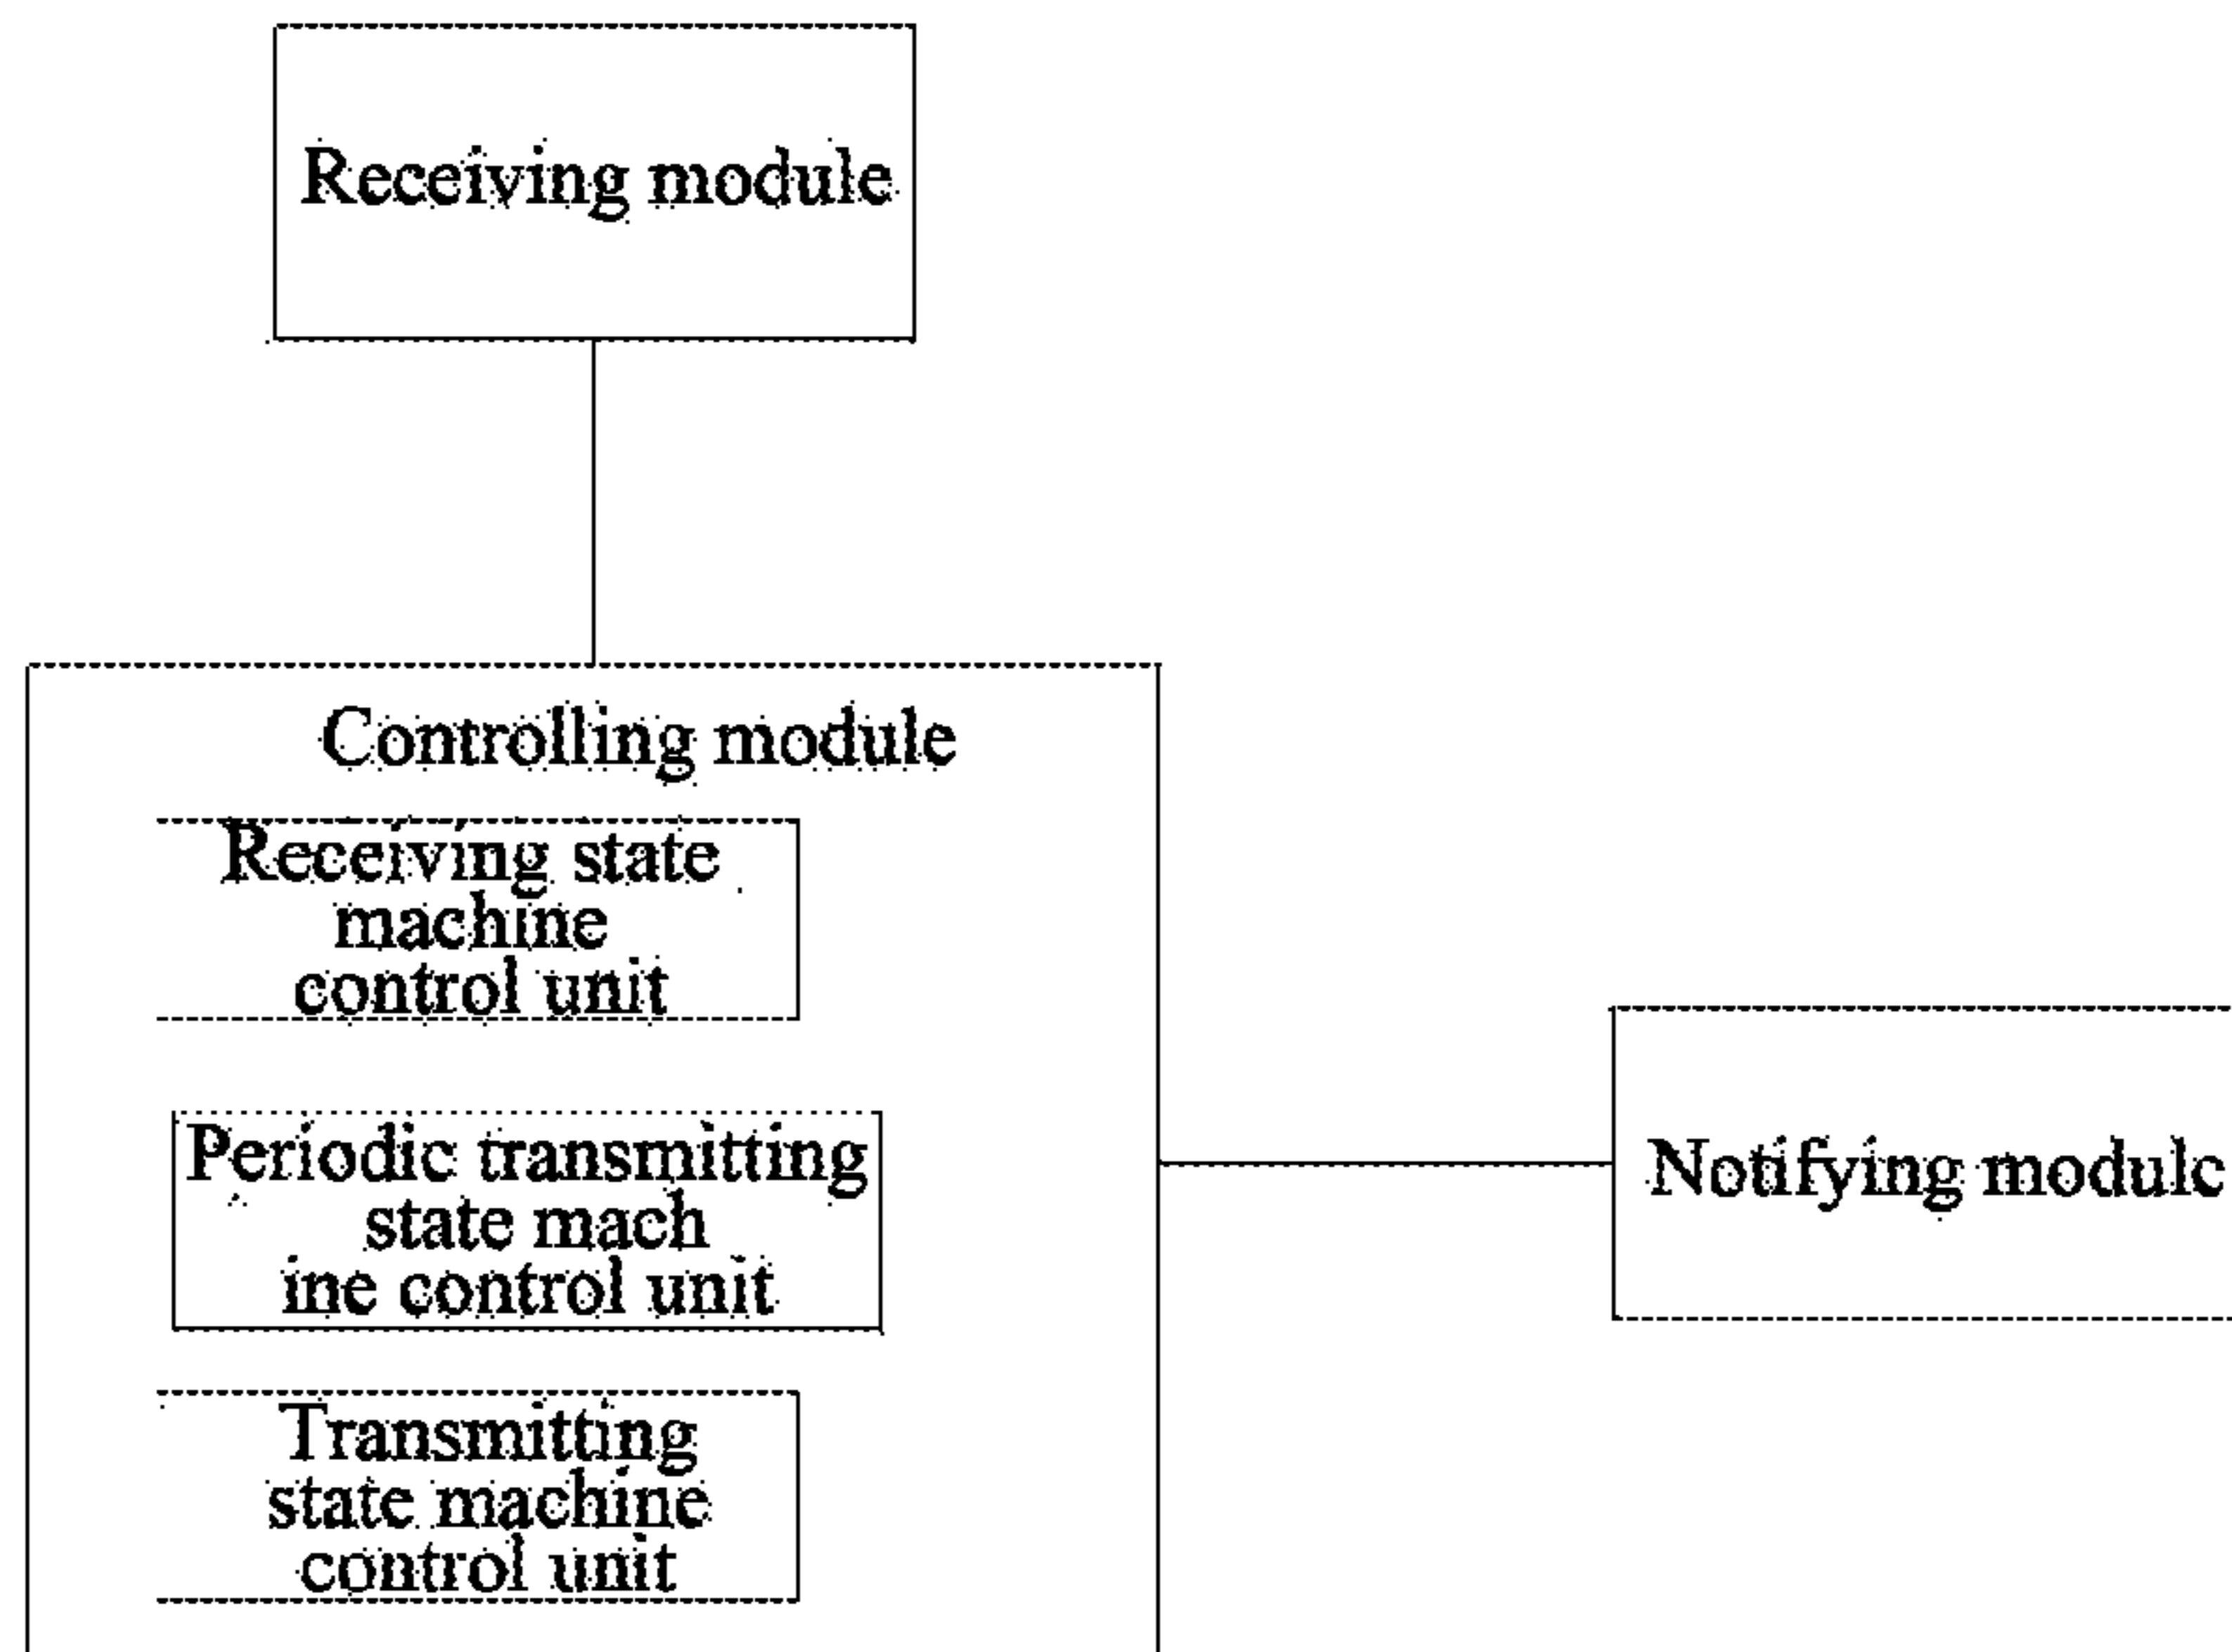 Receiving module
Controlling module
Receiving state
machine
control unit
Periodic transmitting
state mach
ine control unit
Transmitting
state machine
control unit
Notifying module